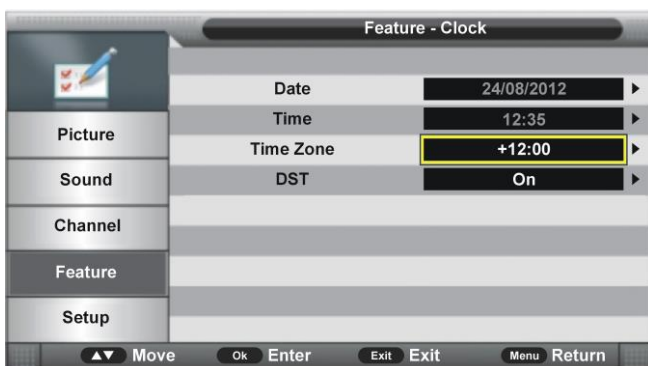 Feature - Clock
Date 24/08/2012
Time 12:35
Time Zone +12:00
DST On
Picture
Sound
Channel
Feature
Setup
▲▼ Move Ok Enter Exit Exit Menu Return